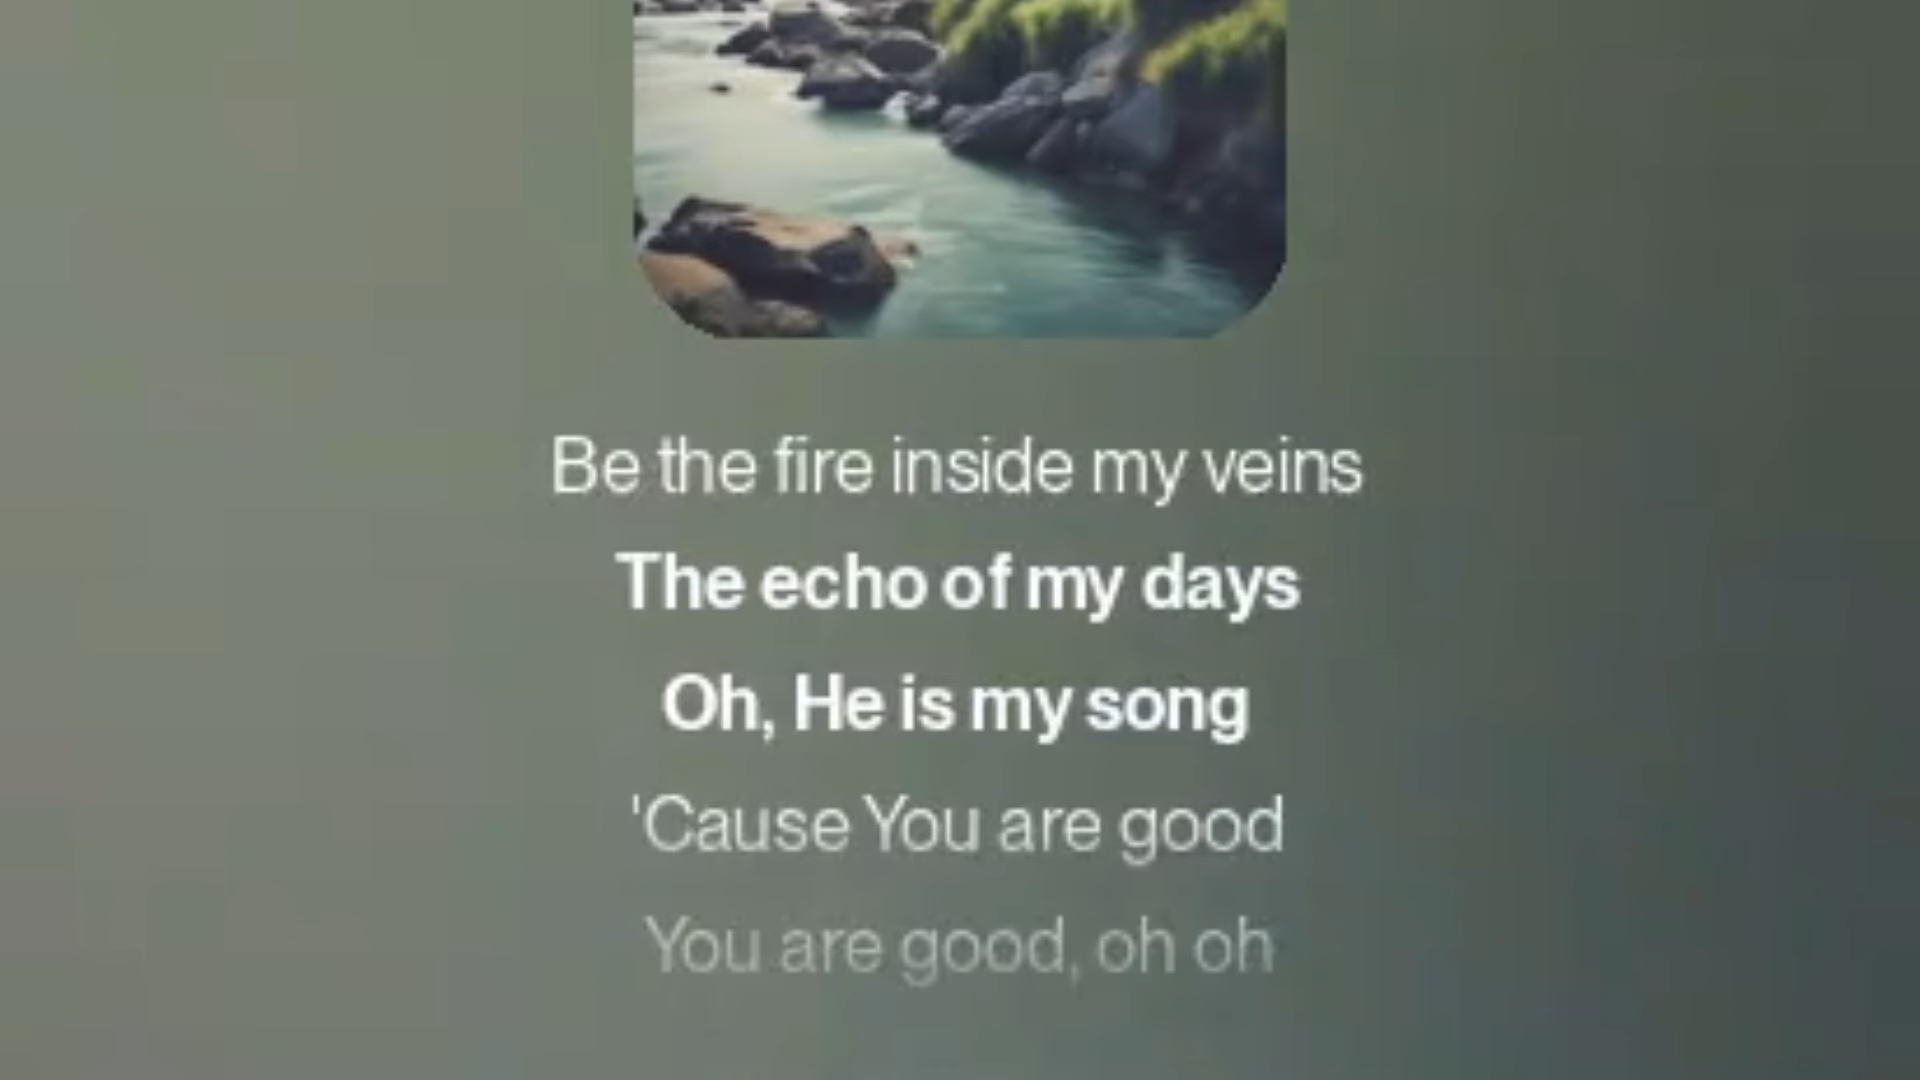 Be the fire inside my veins
The echo of my days
Oh, He is my song
'Cause You are good
You are good, oh oh